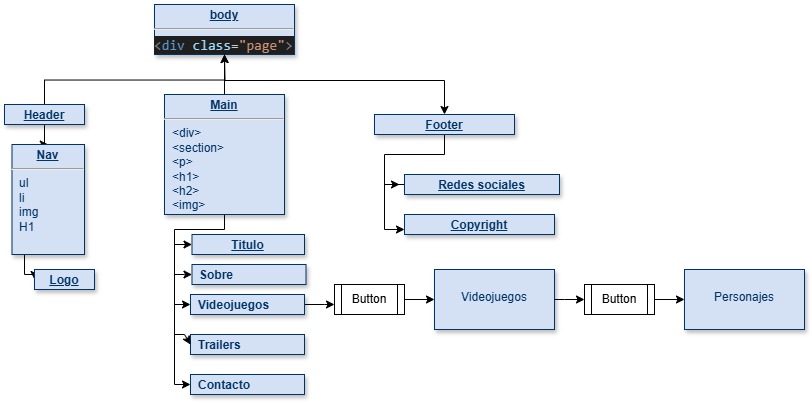 body
<div class="page">
Header
Nav
ul
li
img
H1
Logo
Main
<div>
<section>
<p>
<h1>
<h2>
<img>
Titulo
Sobre
Videojuegos
Trailers
Contacto
Button
Videojuegos
Button
Personajes
Footer
Redes sociales
Copyright